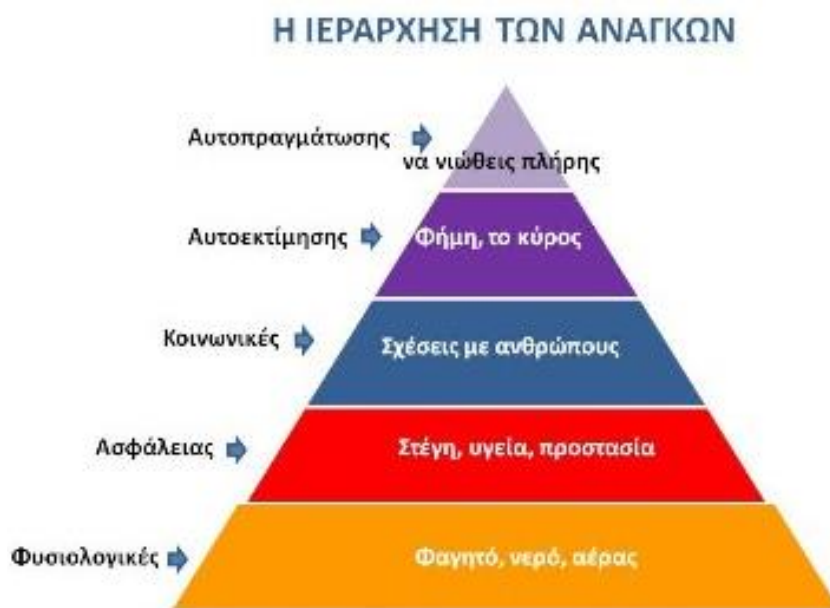 Η ΙΕΡΑΡΧΗΣΗ ΤΩΝ ΑΝΑΓΚΩΝ
Αυτοπραγμάτωσης
να νιώθεις πλήρης
Αυτοεκτίμησης
Φήμη, το κύρος
Κοινωνικές
Σχέσεις με ανθρώπους
Ασφάλειας
Στέγη, υγεία, προστασία
Φυσιολογικές
Φαγητό, νερό, αέρας